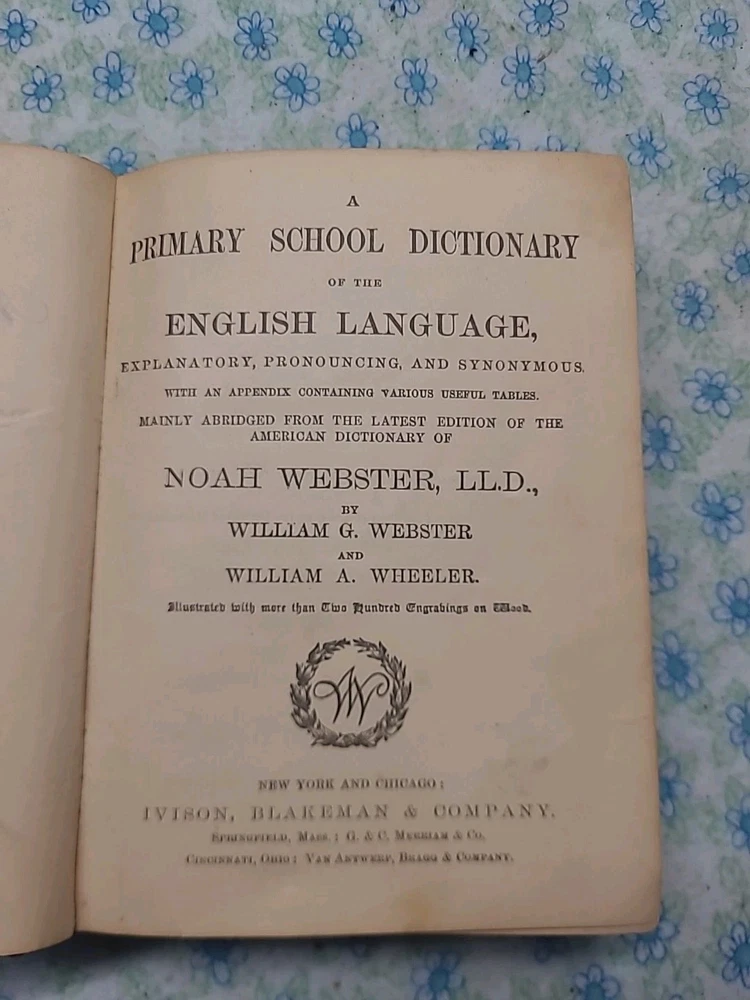 A
PRIMARY SCHOOL DICTIONARY
OF THE
ENGLISH LANGUAGE,
EXPLANATORY, PRONOUNCING, AND SYNONYMOUS.
WITH AN APPENDIX CONTAINING VARIOUS USEFUL TABLES.
MAINLY ABRIDGED FROM THE LATEST EDITION OF THE
AMERICAN DICTIONARY OF
NOAH WEBSTER, LL.D.,
BY
WILLIAM G. WEBSTER
AND
WILLIAM A. WHEELER.
Illustrated with more than Two Hundred Engravings on Wood.
NW
NEW YORK AND CHICAGO:
IVISON, BLAKEMAN & COMPANY.
SPRINGFIELD, MASS.: G. & C. MERRIAM & CO.
CINCINNATI, OHIO: VAN ANTWERP, BRAGG & COMPANY.